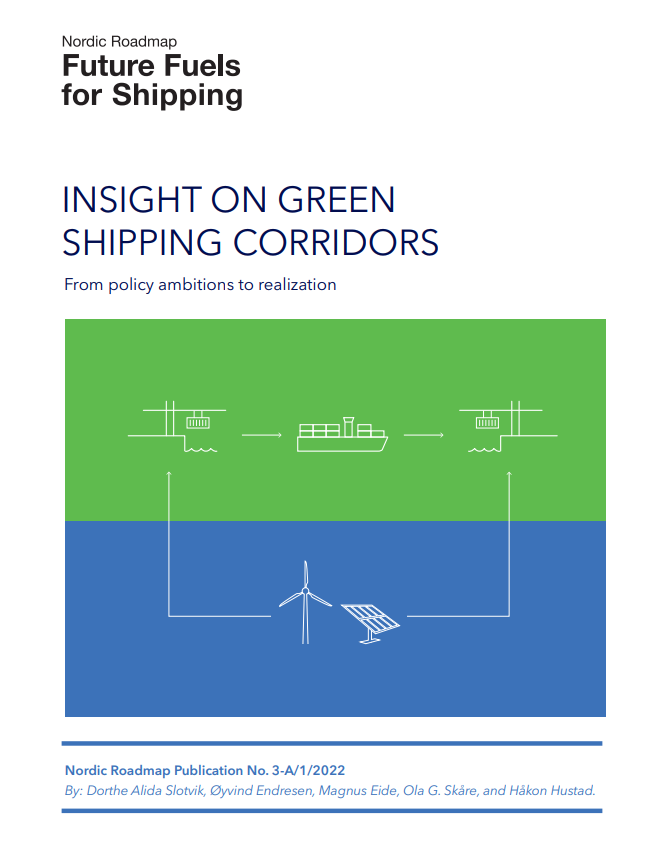 Nordic Roadmap
Future Fuels
for Shipping
INSIGHT ON GREEN
SHIPPING CORRIDORS
From policy ambitions to realization
Nordic Roadmap Publication No. 3-A/1/2022
By: Dorthe Alida Slotvik, Øyvind Endresen, Magnus Eide, Ola G. Skåre, and Håkon Hustad.